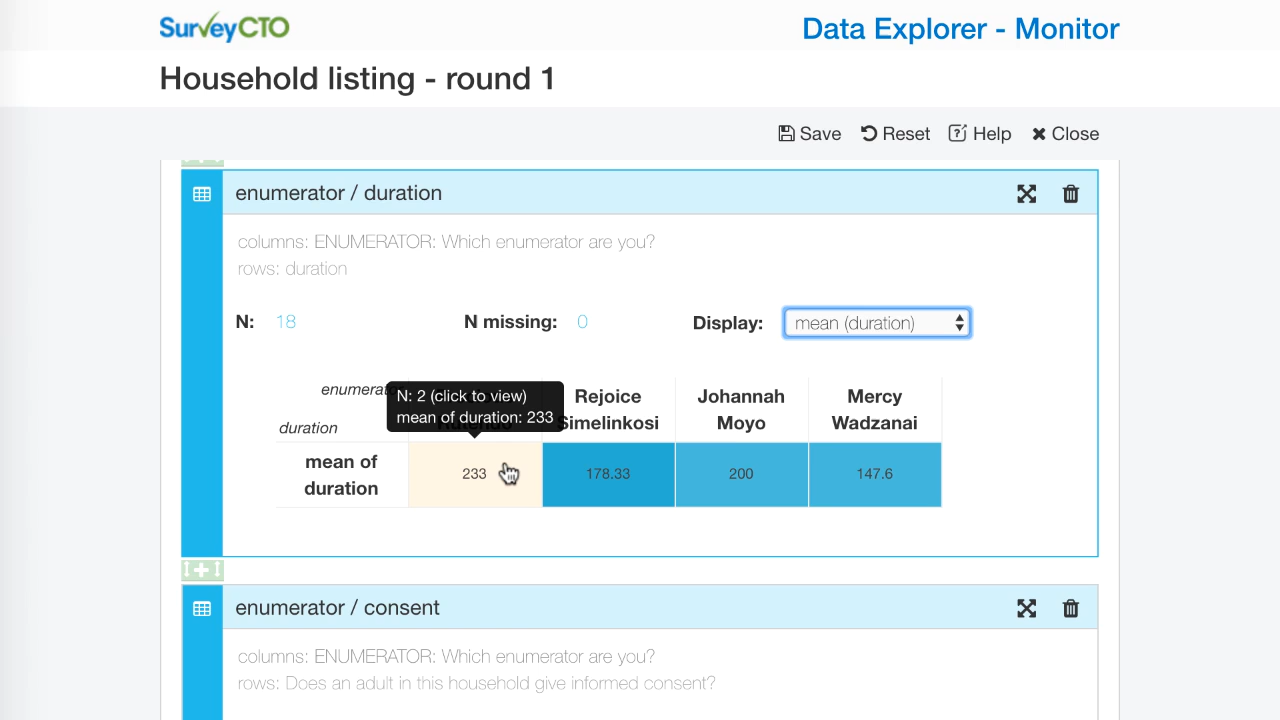 SurveyCTO
Data Explorer - Monitor
Household listing - round 1
Save Reset Help Close
enumerator / duration
columns: ENUMERATOR: Which enumerator are you?
rows: duration
N: 18 N missing: 0 Display: mean (duration)
N: 2 (click to view)
mean of duration: 233
Rejoice Simelinkosi
Johannah Moyo
Mercy Wadzanai
duration
mean of duration
233 178.33 200 147.6
enumerator / consent
columns: ENUMERATOR: Which enumerator are you?
rows: Does an adult in this household give informed consent?